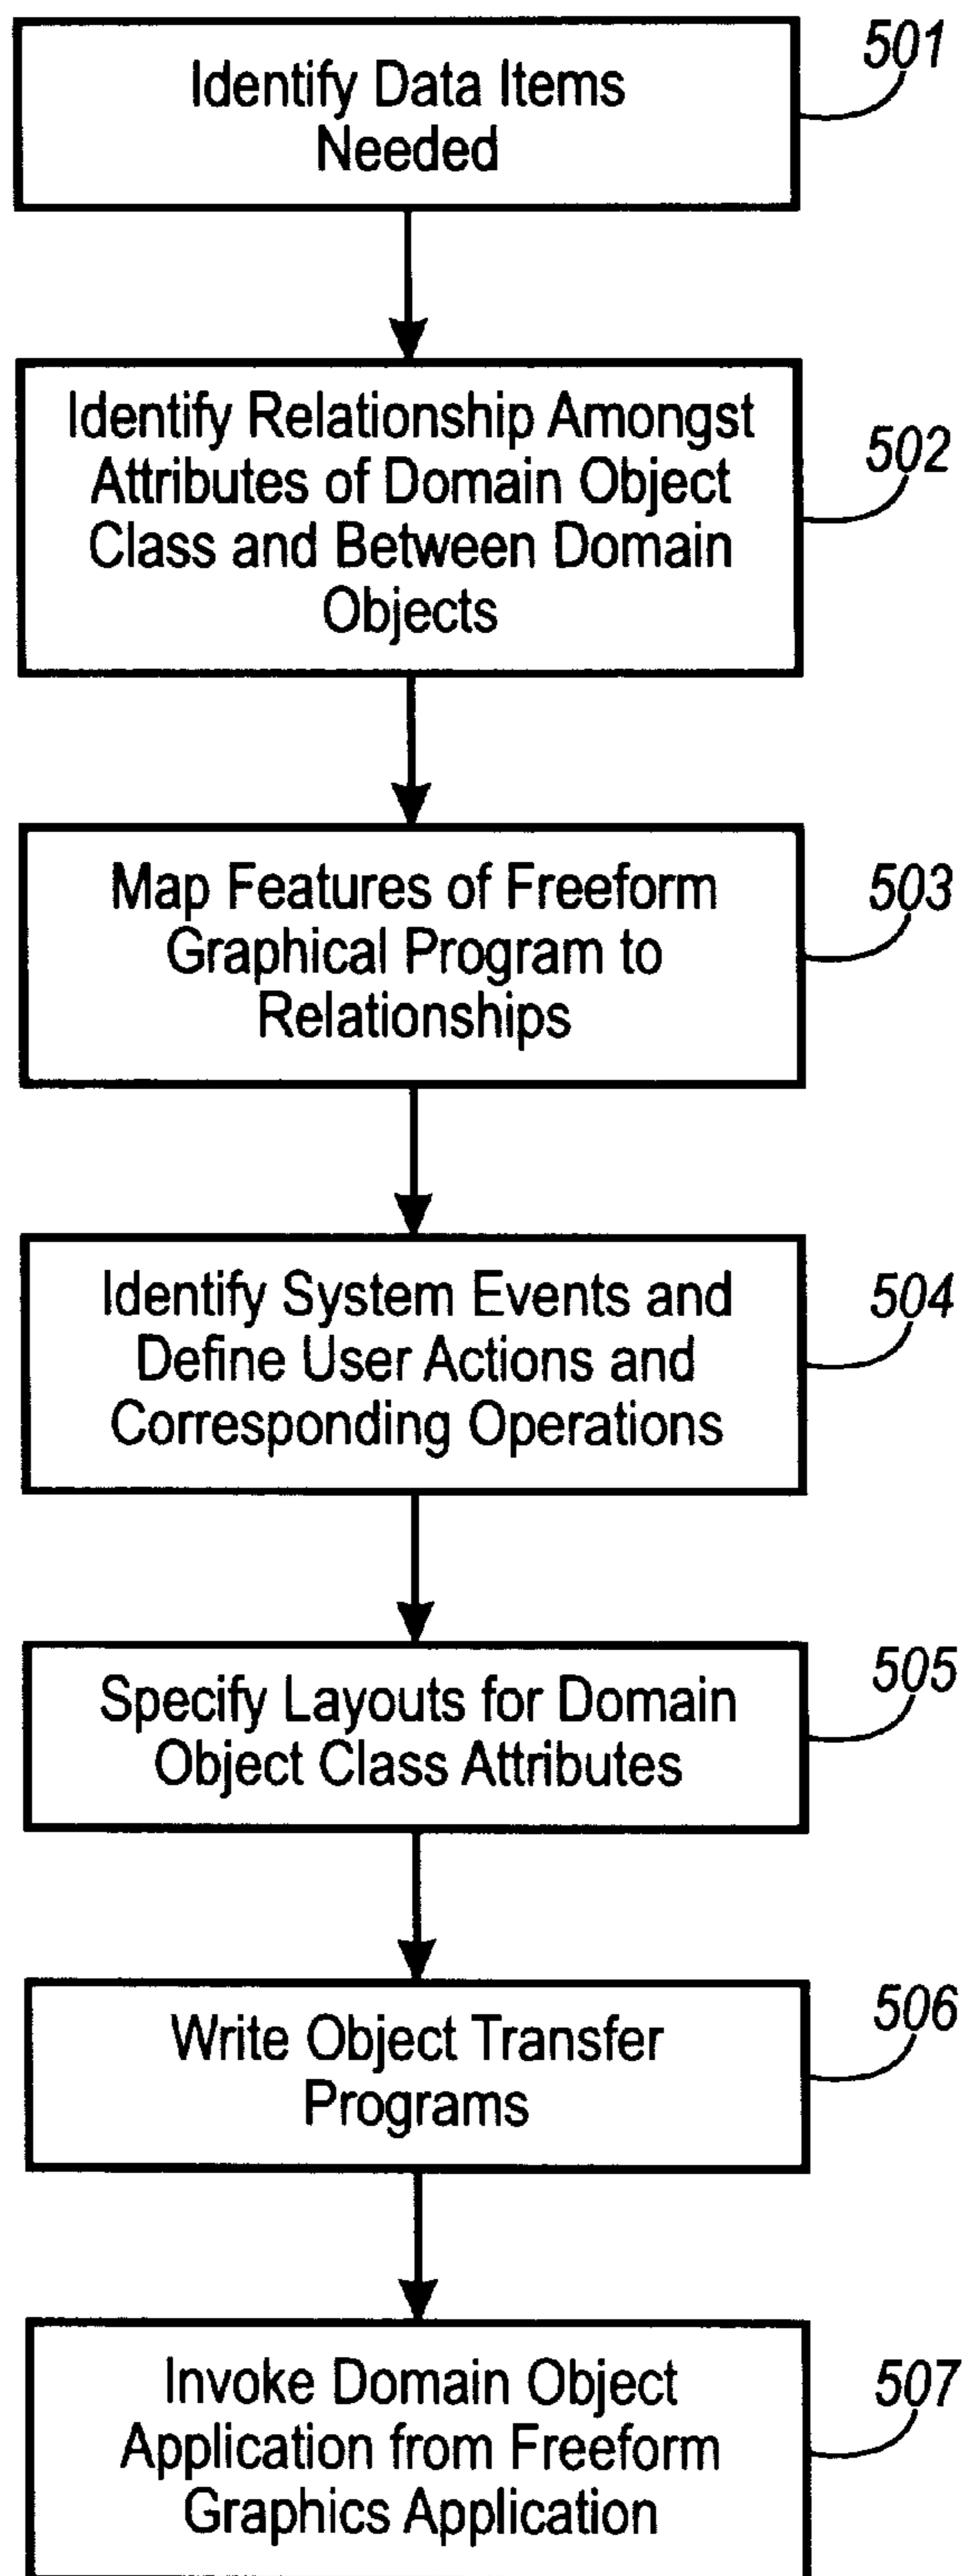 501
Identify Data Items
Needed
Identify Relationship Amongst
Attributes of Domain Object
Class and Between Domain
Objects
502
Map Features of Freeform
Graphical Program to
Relationships
503
Identify System Events and
Define User Actions and
Corresponding Operations
504
Specify Layouts for Domain
Object Class Attributes
505
Write Object Transfer
Programs
506
Invoke Domain Object
Application from Freeform
Graphics Application
507